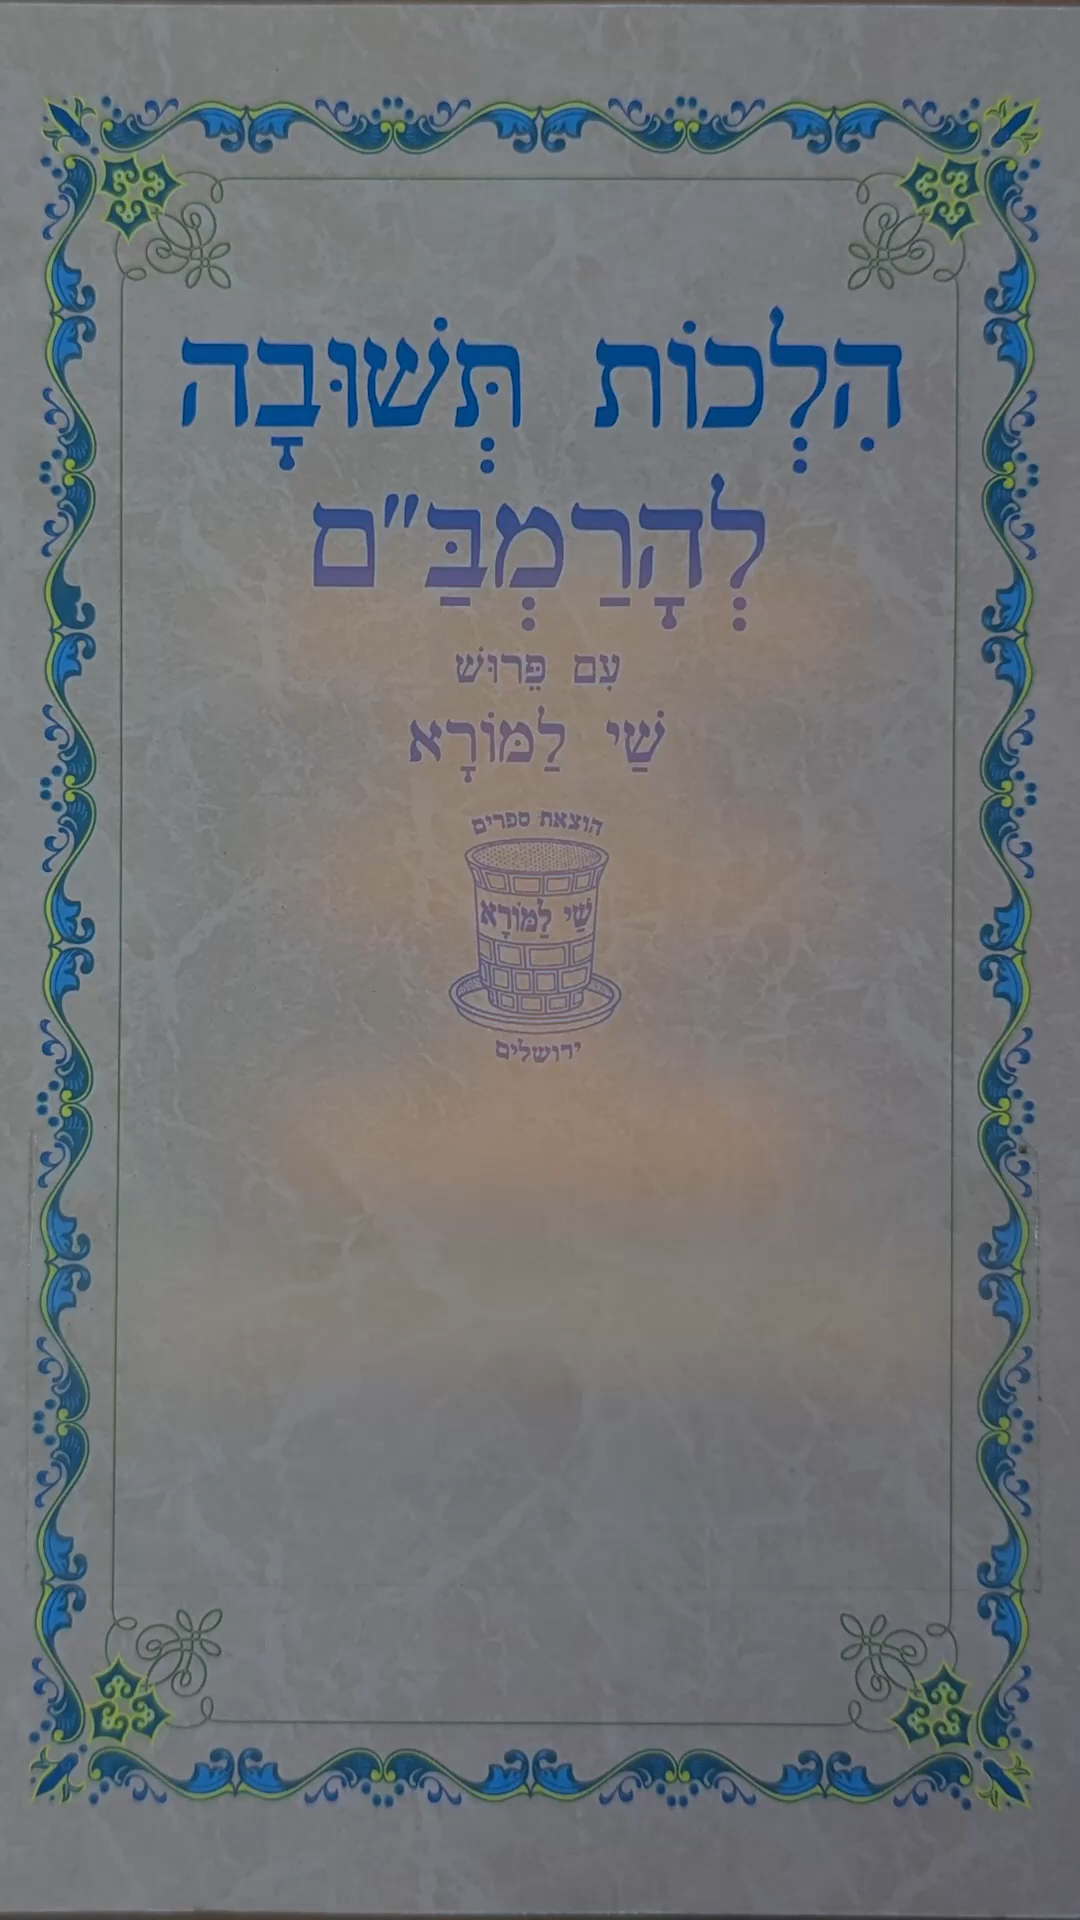 הִלְכוֹת תְּשׁוּבָה
לְהָרַמְבַּ"ם
עִם פֵּרוּשׁ
שַׁי לַמּוֹרָא
הוצאת ספרים
שַׁי לַמּוֹרָא
ירושלים